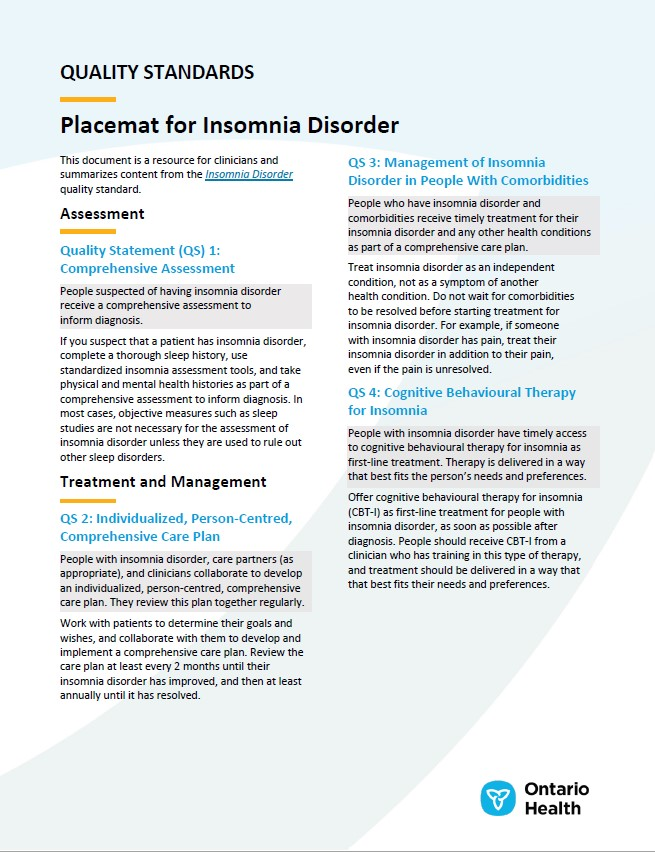 QUALITY STANDARDS
Placemat for Insomnia Disorder
This document is a resource for clinicians and
summarizes content from the Insomnia Disorder
quality standard.
Assessment
Quality Statement (QS) 1:
Comprehensive Assessment
People suspected of having insomnia disorder
receive a comprehensive assessment to
inform diagnosis.
If you suspect that a patient has insomnia disorder,
complete a thorough sleep history, use
standardized insomnia assessment tools, and take
physical and mental health histories as part of a
comprehensive assessment to inform diagnosis. In
most cases, objective measures such as sleep
studies are not necessary for the assessment of
insomnia disorder unless they are used to rule out
other sleep disorders.
Treatment and Management
QS 2: Individualized, Person-Centred,
Comprehensive Care Plan
People with insomnia disorder, care partners (as
appropriate), and clinicians collaborate to develop
an individualized, person-centred, comprehensive
care plan. They review this plan together regularly.
Work with patients to determine their goals and
wishes, and collaborate with them to develop and
implement a comprehensive care plan. Review the
care plan at least every 2 months until their
insomnia disorder has improved, and then at least
annually until it has resolved.
QS 3: Management of Insomnia
Disorder in People With Comorbidities
People who have insomnia disorder and
comorbidities receive timely treatment for their
insomnia disorder and any other health conditions
as part of a comprehensive care plan.
Treat insomnia disorder as an independent
condition, not as a symptom of another
health condition. Do not wait for comorbidities
to be resolved before starting treatment for
insomnia disorder. For example, if someone
with insomnia disorder has pain, treat their
insomnia disorder in addition to their pain,
even if the pain is unresolved.
QS 4: Cognitive Behavioural Therapy
for Insomnia
People with insomnia disorder have timely access
to cognitive behavioural therapy for insomnia as
first-line treatment. Therapy is delivered in a way
that best fits the person's needs and preferences.
Offer cognitive behavioural therapy for insomnia
(CBT-I) as first-line treatment for people with
insomnia disorder, as soon as possible after
diagnosis. People should receive CBT-I from a
clinician who has training in this type of therapy,
and treatment should be delivered in a way that
that best fits their needs and preferences.
Ontario
Health